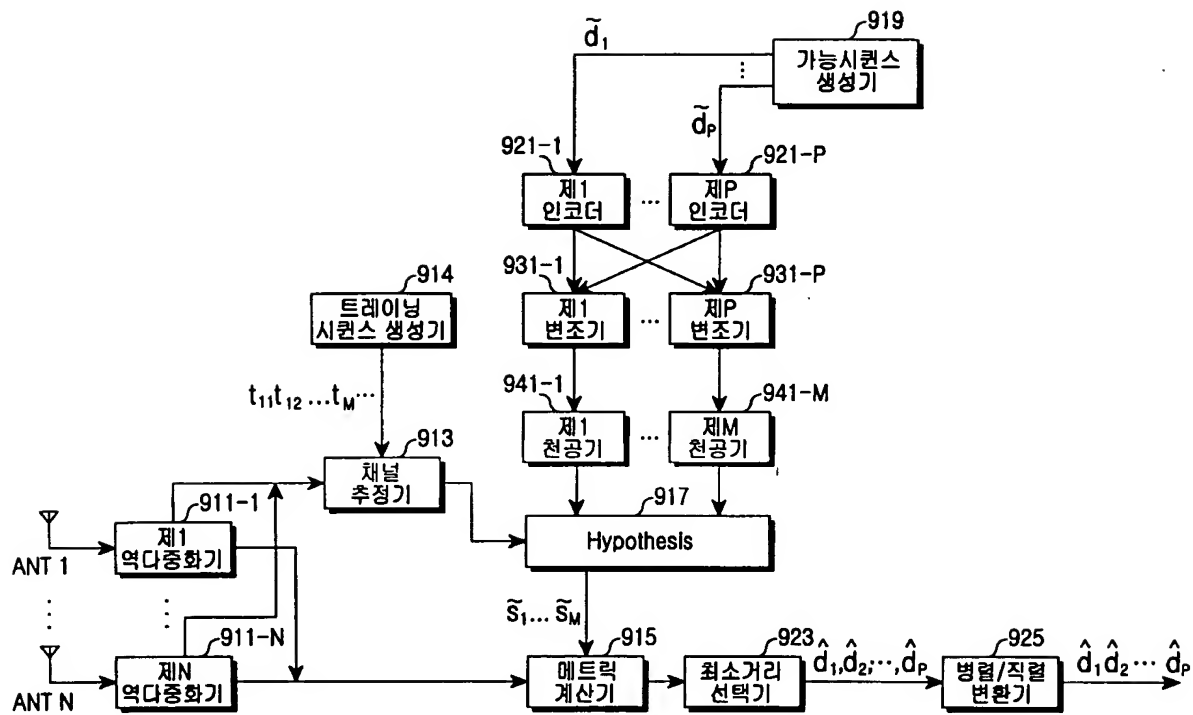 919
가능시퀀스
생성기
d̃₁
⋮
d̃P
921-1
921-P
제1
인코더
...
제P
인코더
931-1
931-P
제1
변조기
...
제P
변조기
914
트레이닝
시퀀스 생성기
t₁₁t₁₂...tM...
941-1
941-M
제1
천공기
...
제M
천공기
913
채널
추정기
917
Hypothesis
911-1
제1
역다중화기
ANT 1
911-N
제N
역다중화기
ANT N
s̃₁... s̃M
915
메트릭
계산기
923
최소거리
선택기
d̂₁,d̂₂,...,d̂P
925
병렬/직렬
변환기
d̂₁d̂₂... d̂P